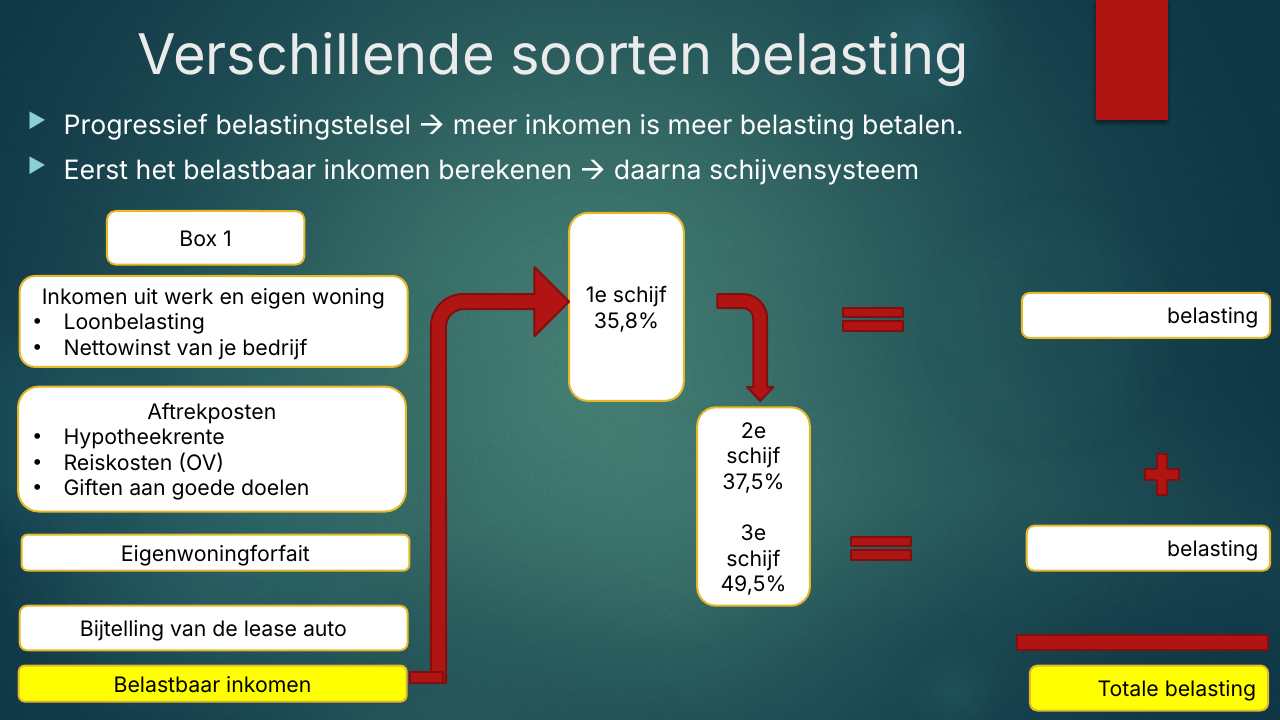 Verschillende soorten belasting
Progressief belastingstelsel → meer inkomen is meer belasting betalen.
Eerst het belastbaar inkomen berekenen → daarna schijvensysteem
Box 1
Inkomen uit werk en eigen woning
• Loonbelasting
• Nettowinst van je bedrijf
Aftrekposten
• Hypotheekrente
• Reiskosten (OV)
• Giften aan goede doelen
Eigenwoningforfait
Bijtelling van de lease auto
Belastbaar inkomen
1e schijf
35,8%
2e
schijf
37,5%
3e
schijf
49,5%
belasting
belasting
Totale belasting